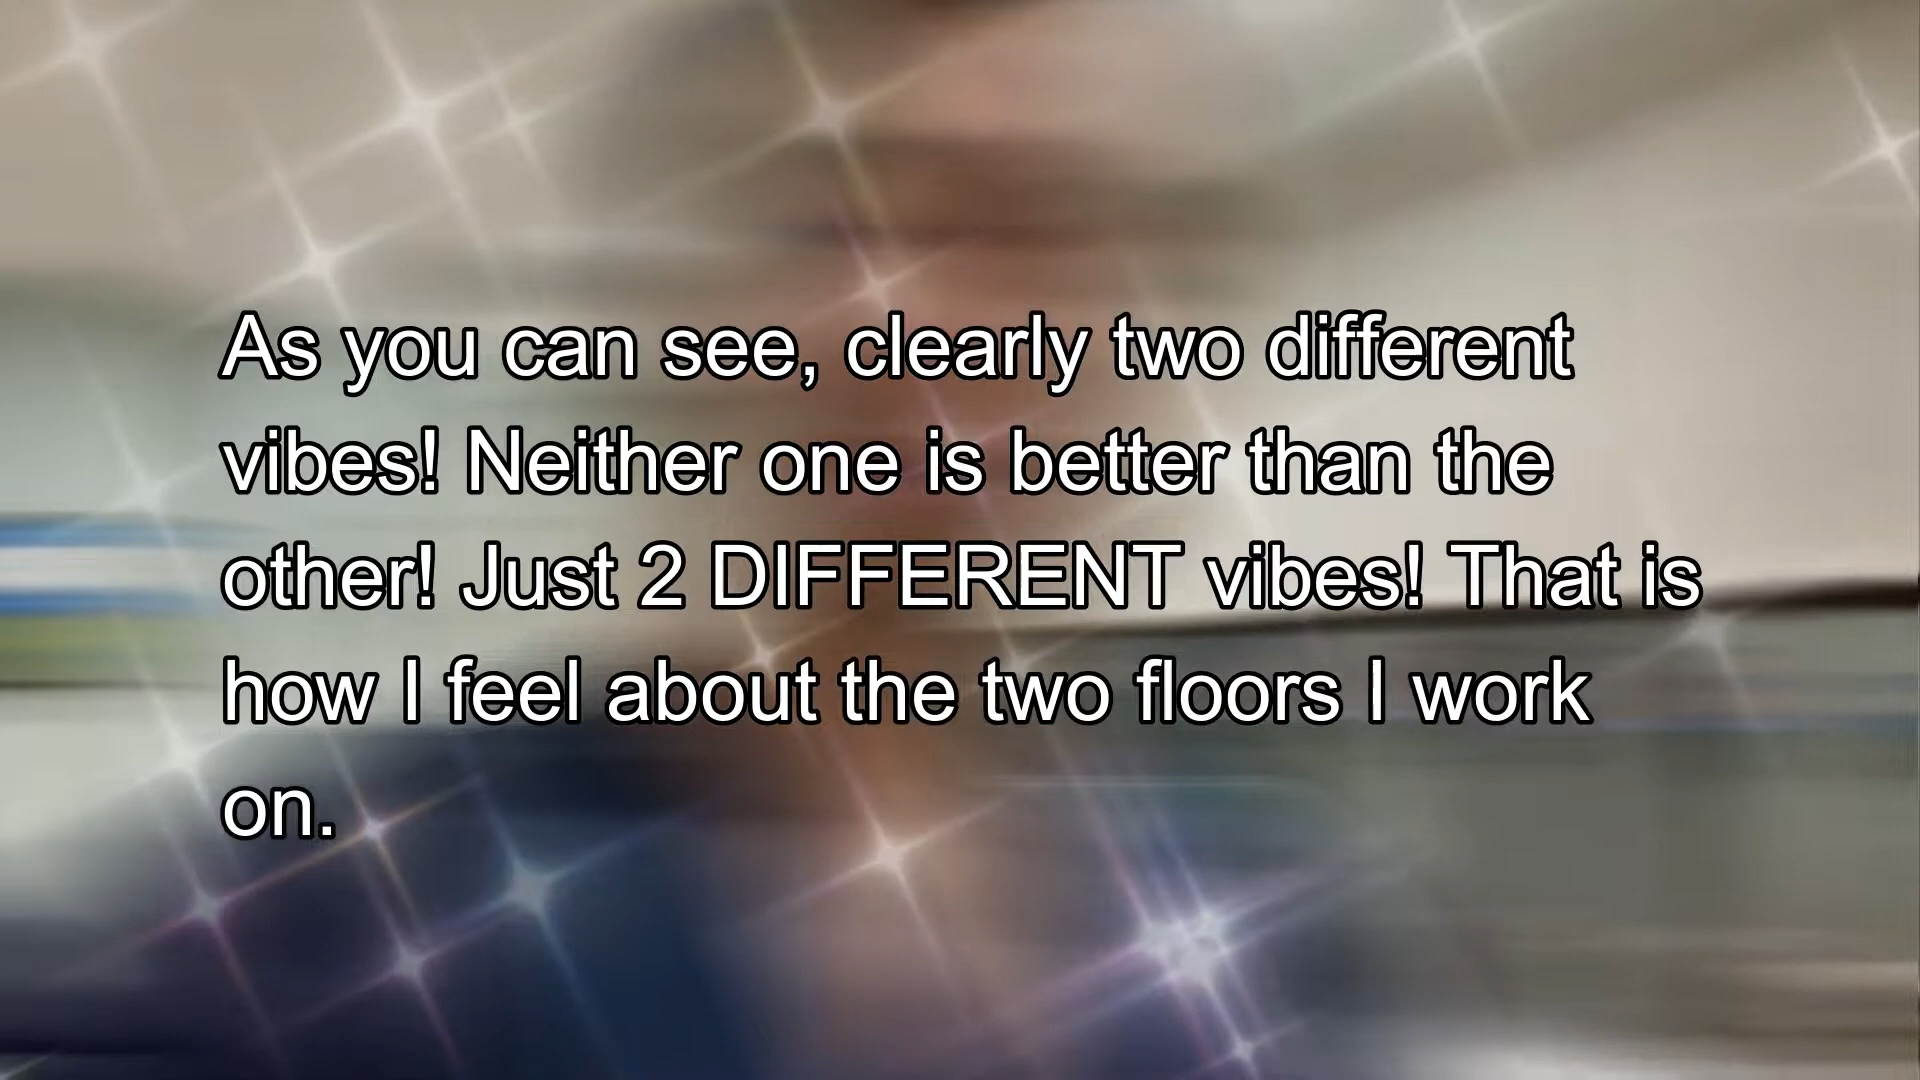 As you can see, clearly two different
vibes! Neither one is better than the
other! Just 2 DIFFERENT vibes! That is
how I feel about the two floors I work
on.